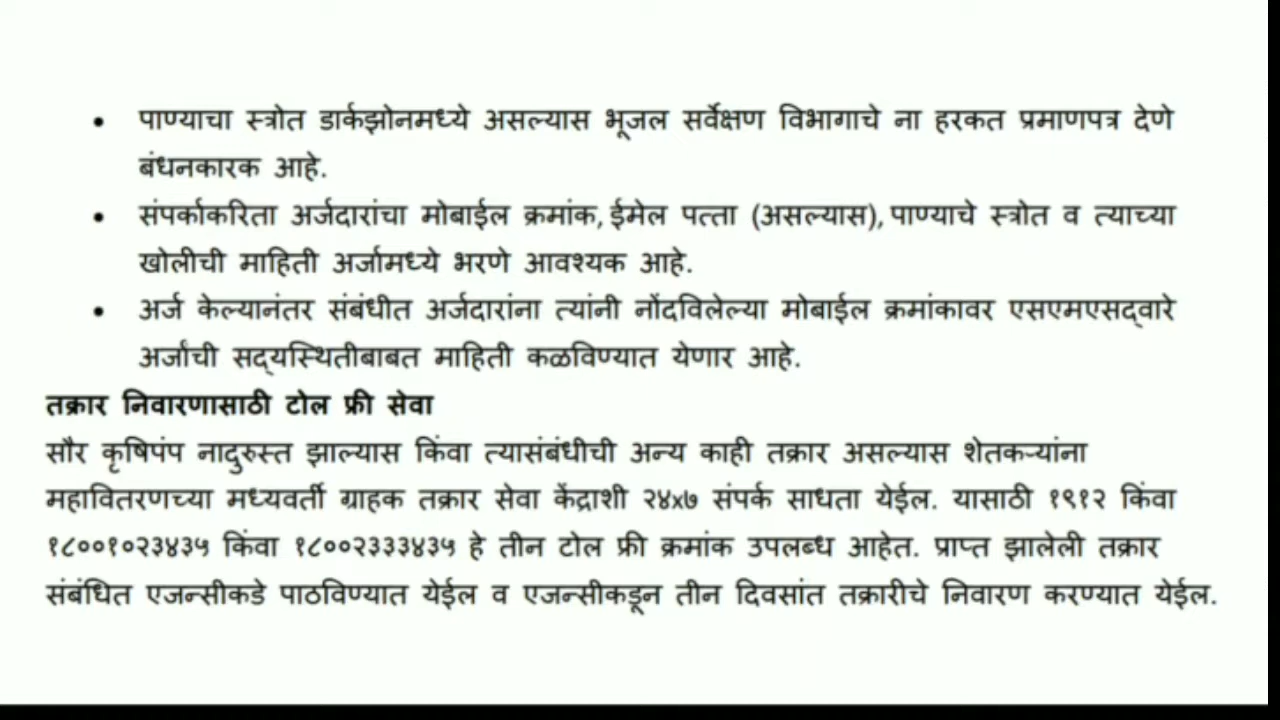 • पाण्याचा स्त्रोत डार्कझोनमध्ये असल्यास भूजल सर्वेक्षण विभागाचे ना हरकत प्रमाणपत्र देणे
बंधनकारक आहे.
• संपर्काकरिता अर्जदारांचा मोबाईल क्रमांक, ईमेल पत्ता (असल्यास), पाण्याचे स्त्रोत व त्याच्या
खोलीची माहिती अर्जामध्ये भरणे आवश्यक आहे.
• अर्ज केल्यानंतर संबंधीत अर्जदारांना त्यांनी नोंदविलेल्या मोबाईल क्रमांकावर एसएमएसद्वारे
अर्जांची सद्यस्थितीबाबत माहिती कळविण्यात येणार आहे.
तक्रार निवारणासाठी टोल फ्री सेवा
सौर कृषिपंप नादुरुस्त झाल्यास किंवा त्यासंबंधीची अन्य काही तक्रार असल्यास शेतकऱ्यांना
महावितरणच्या मध्यवर्ती ग्राहक तक्रार सेवा केंद्राशी २४x७ संपर्क साधता येईल. यासाठी १९१२ किंवा
१८००१०२३४३५ किंवा १८००२३३३४३५ हे तीन टोल फ्री क्रमांक उपलब्ध आहेत. प्राप्त झालेली तक्रार
संबंधित एजन्सीकडे पाठविण्यात येईल व एजन्सीकडून तीन दिवसांत तक्रारीचे निवारण करण्यात येईल.